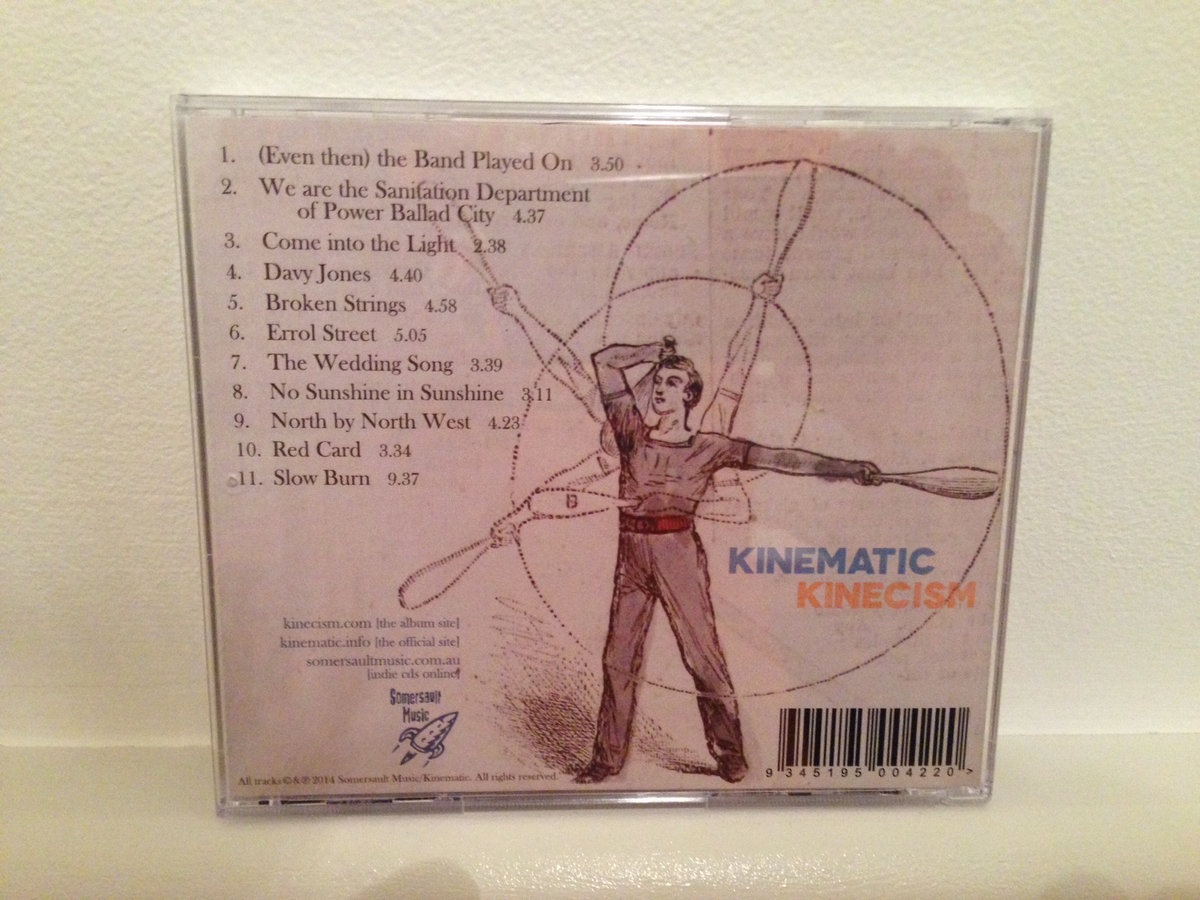 1. (Even then) the Band Played On 3.50
2. We are the Sanitation Department
of Power Ballad City 4.37
3. Come into the Light 2.38
4. Davy Jones 4.40
5. Broken Strings 4.58
6. Errol Street 5.05
7. The Wedding Song 3.39
8. No Sunshine in Sunshine 3.11
9. North by North West 4.23
10. Red Card 3.34
11. Slow Burn 9.37
B
KINEMATIC
KINECISM
kinecism.com [the album site]
kinematic.info [the official site]
somersaultmusic.com.au
[indie cds online]
Somersault
Music
All tracks © & ℗ 2014 Somersault Music/Kinematic. All rights reserved.
9 345195 004220 >